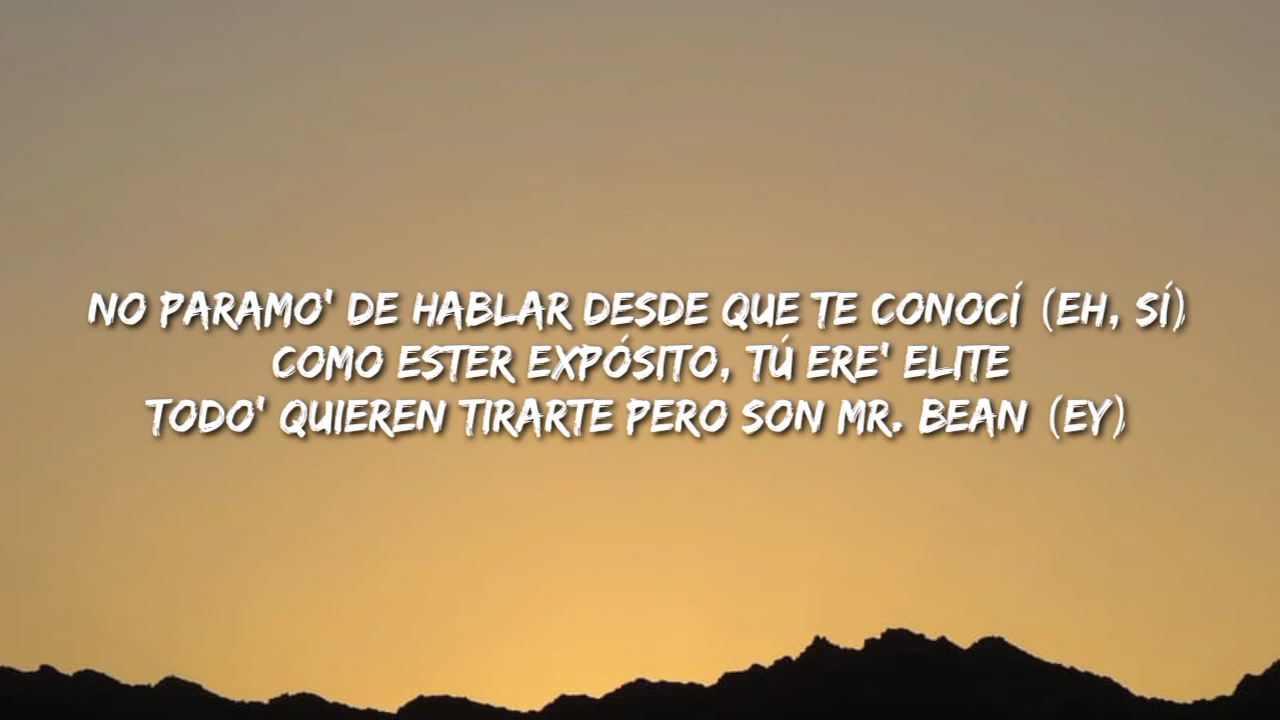 NO PARAMO' DE HABLAR DESDE QUE TE CONOCÍ (EH, SÍ)
COMO ESTER EXPÓSITO, TÚ ERE' ELITE
TODO' QUIEREN TIRARTE PERO SON MR. BEAN (EY)